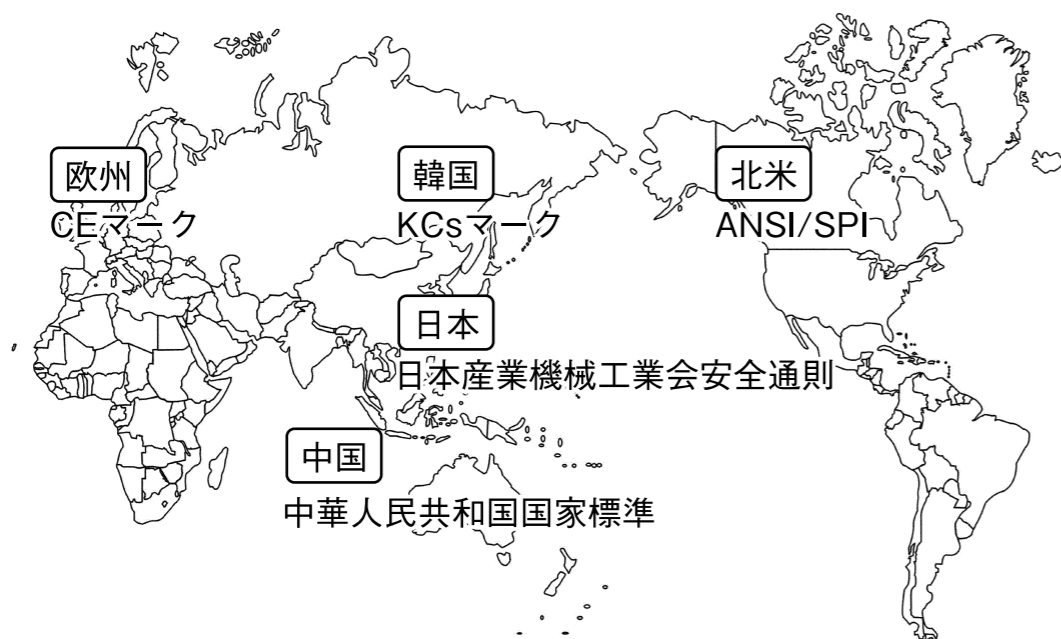 欧州
CEマーク
韓国
KCsマーク
北米
ANSI/SPI
日本
日本産業機械工業会安全通則
中国
中華人民共和国国家標準